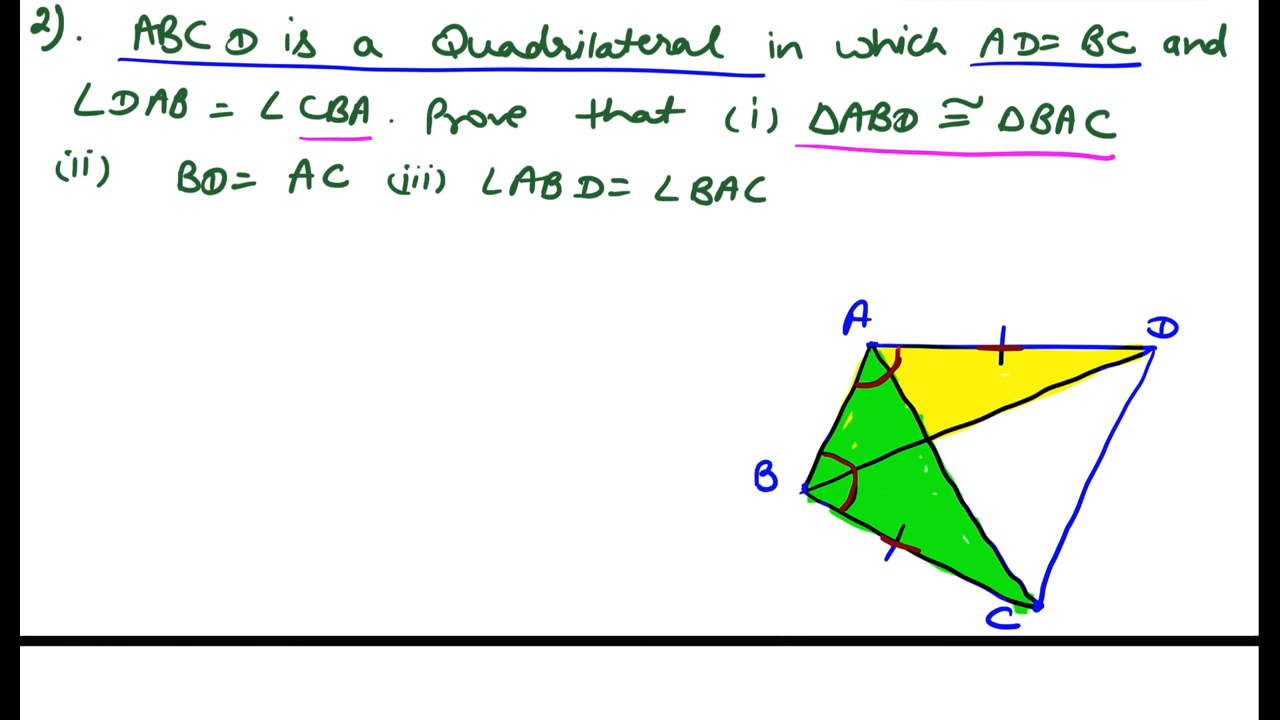 2). ABCD is a Quadrilateral in which AD= BC and
∠DAB = ∠CBA. Prove that (i) ΔABD ≅ ΔBAC
(ii) BD= AC (iii) ∠ABD= ∠BAC
A
D
B
C